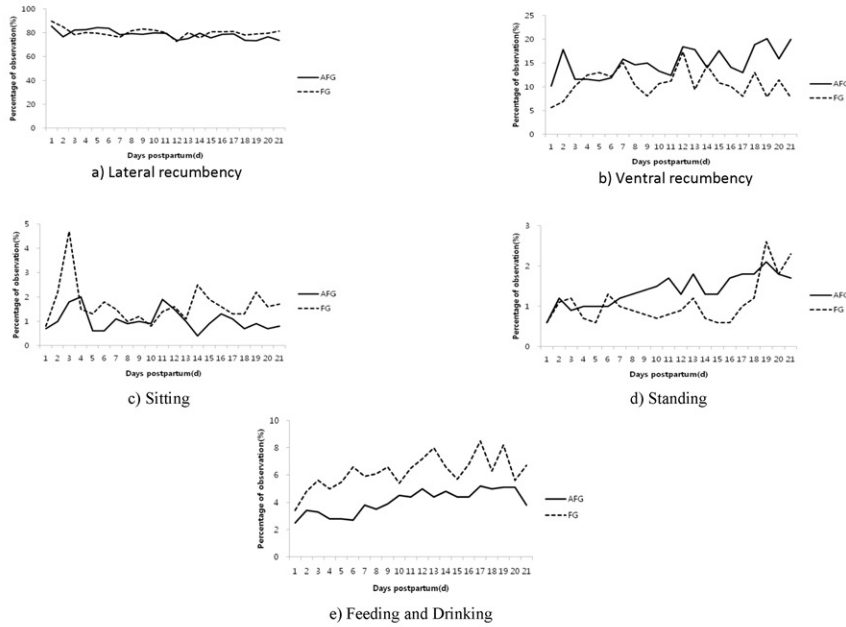 Percentage of observation(%)
100
80
60
40
20
0
1 2 3 4 5 6 7 8 9 10 11 12 13 14 15 16 17 18 19 20 21
Days postpartum(d)
AFG
FG
a) Lateral recumbency
Percentage of observation(%)
25
20
15
10
5
0
1 2 3 4 5 6 7 8 9 10 11 12 13 14 15 16 17 18 19 20 21
Days postpartum(d)
AFG
FG
b) Ventral recumbency
Percentage of observation(%)
5
4
3
2
1
0
1 2 3 4 5 6 7 8 9 10 11 12 13 14 15 16 17 18 19 20 21
Days postpartum(d)
AFG
FG
c) Sitting
Percentage of observation(%)
3
2
1
0
1 2 3 4 5 6 7 8 9 10 11 12 13 14 15 16 17 18 19 20 21
Days postpartum(d)
AFG
FG
d) Standing
Percentage of observation(%)
10
8
6
4
2
0
1 2 3 4 5 6 7 8 9 10 11 12 13 14 15 16 17 18 19 20 21
Days postpartum(d)
AFG
FG
e) Feeding and Drinking